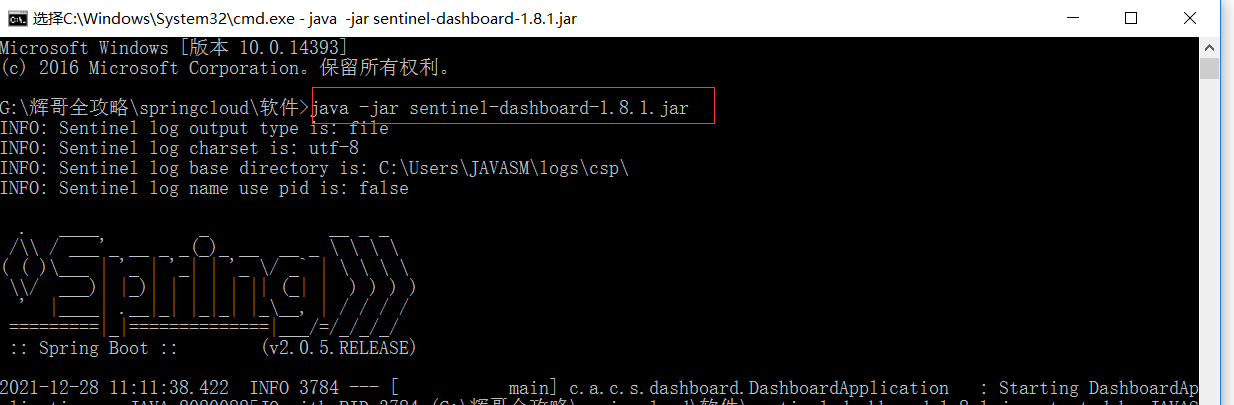 选择C:\Windows\System32\cmd.exe - java -jar sentinel-dashboard-1.8.1.jar
Microsoft Windows [版本 10.0.14393]
(c) 2016 Microsoft Corporation。保留所有权利。
G:\辉哥全攻略\springcloud\软件>java -jar sentinel-dashboard-1.8.1.jar
INFO: Sentinel log output type is: file
INFO: Sentinel log charset is: utf-8
INFO: Sentinel log base directory is: C:\Users\JAVASM\logs\csp\
INFO: Sentinel log name use pid is: false
:: Spring Boot :: (v2.0.5.RELEASE)
2021-12-28 11:11:38.422 INFO 3784 --- [ main] c.a.c.s.dashboard.DashboardApplication : Starting DashboardAp